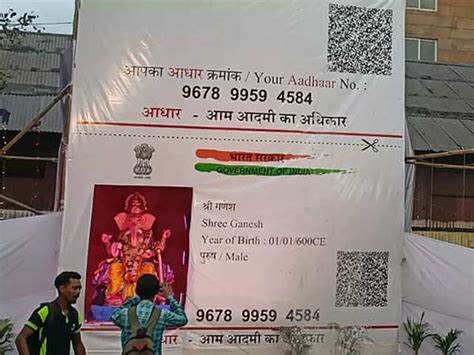 आपका आधार क्रमांक / Your Aadhaar No. :
9678 9959 4584
आधार - आम आदमी का अधिकार
भारत सरकार
GOVERNMENT OF INDIA
श्री गणेश
Shree Ganesh
Year of Birth : 01/01/600CE
पुरुष / Male
9678 9959 4584
आधार - आम आदमी का अधिकार